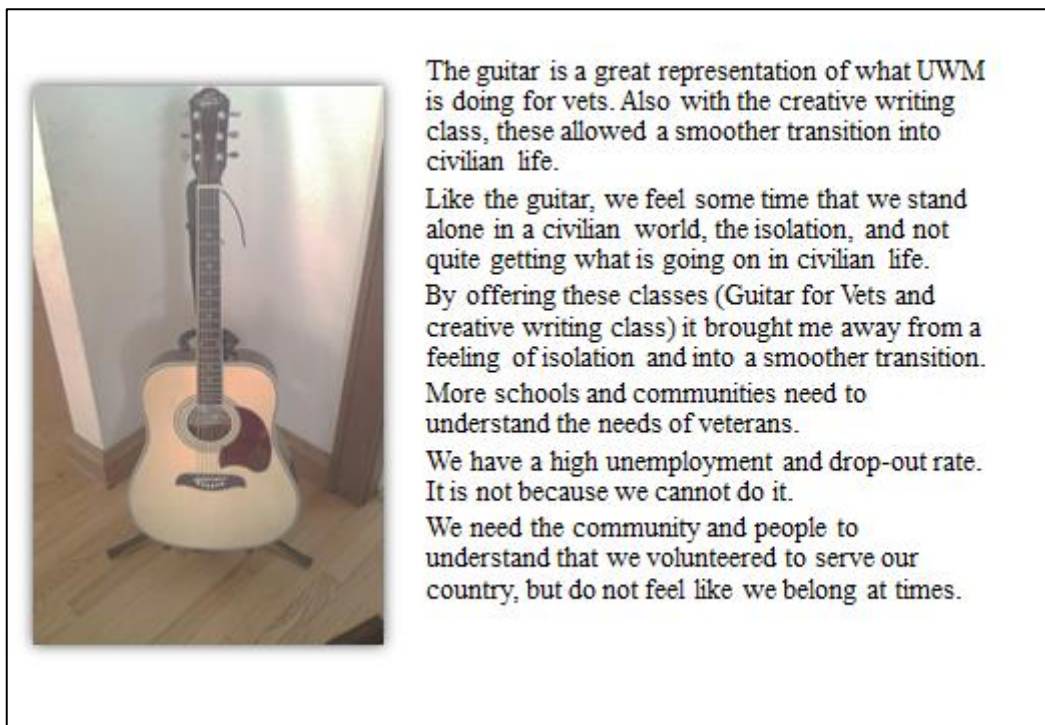 The guitar is a great representation of what UWM
is doing for vets. Also with the creative writing
class, these allowed a smoother transition into
civilian life.
Like the guitar, we feel some time that we stand
alone in a civilian world, the isolation, and not
quite getting what is going on in civilian life.
By offering these classes (Guitar for Vets and
creative writing class) it brought me away from a
feeling of isolation and into a smoother transition.
More schools and communities need to
understand the needs of veterans.
We have a high unemployment and drop-out rate.
It is not because we cannot do it.
We need the community and people to
understand that we volunteered to serve our
country, but do not feel like we belong at times.